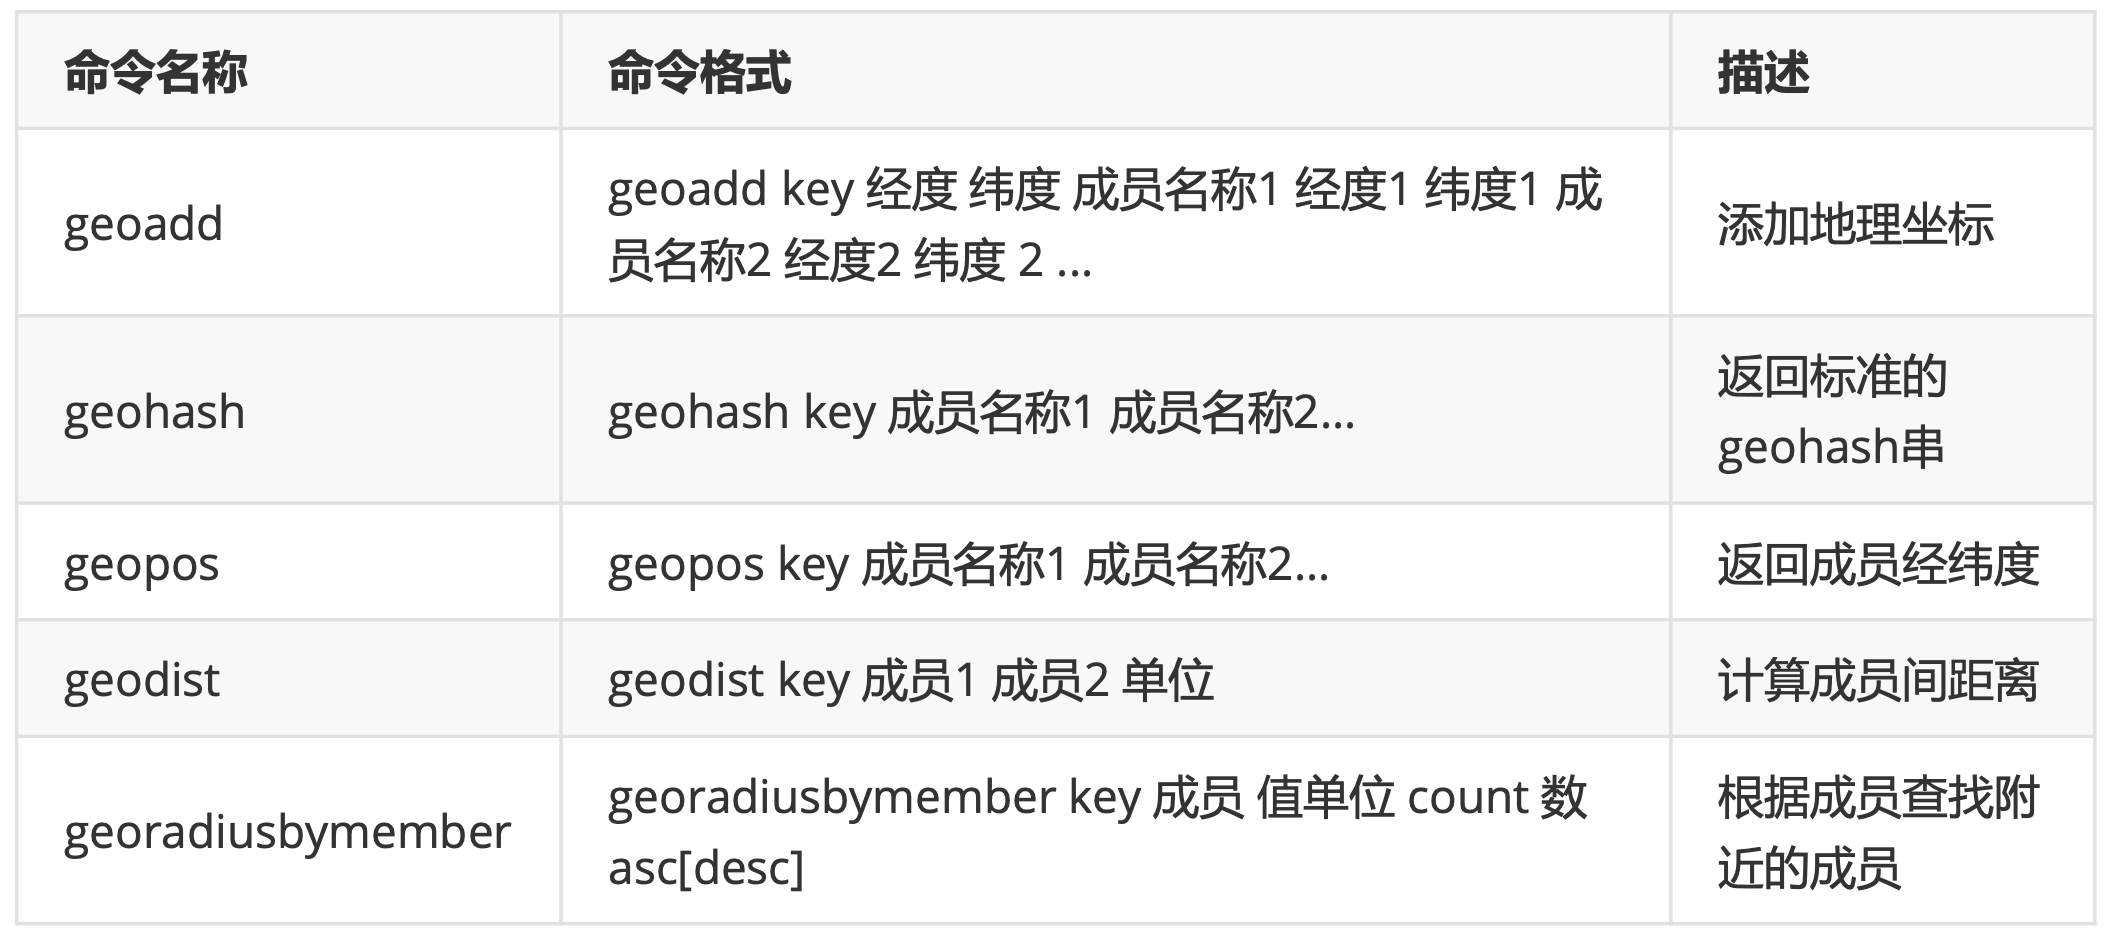 命令名称 命令格式 描述
geoadd
geoadd key 经度 纬度 成员名称1 经度1 纬度1 成
员名称2 经度2 纬度 2 ...
添加地理坐标
geohash
geohash key 成员名称1 成员名称2...
返回标准的
geohash串
geopos
geopos key 成员名称1 成员名称2...
返回成员经纬度
geodist
geodist key 成员1 成员2 单位
计算成员间距离
georadiusbymember
georadiusbymember key 成员 值单位 count 数
asc[desc]
根据成员查找附
近的成员